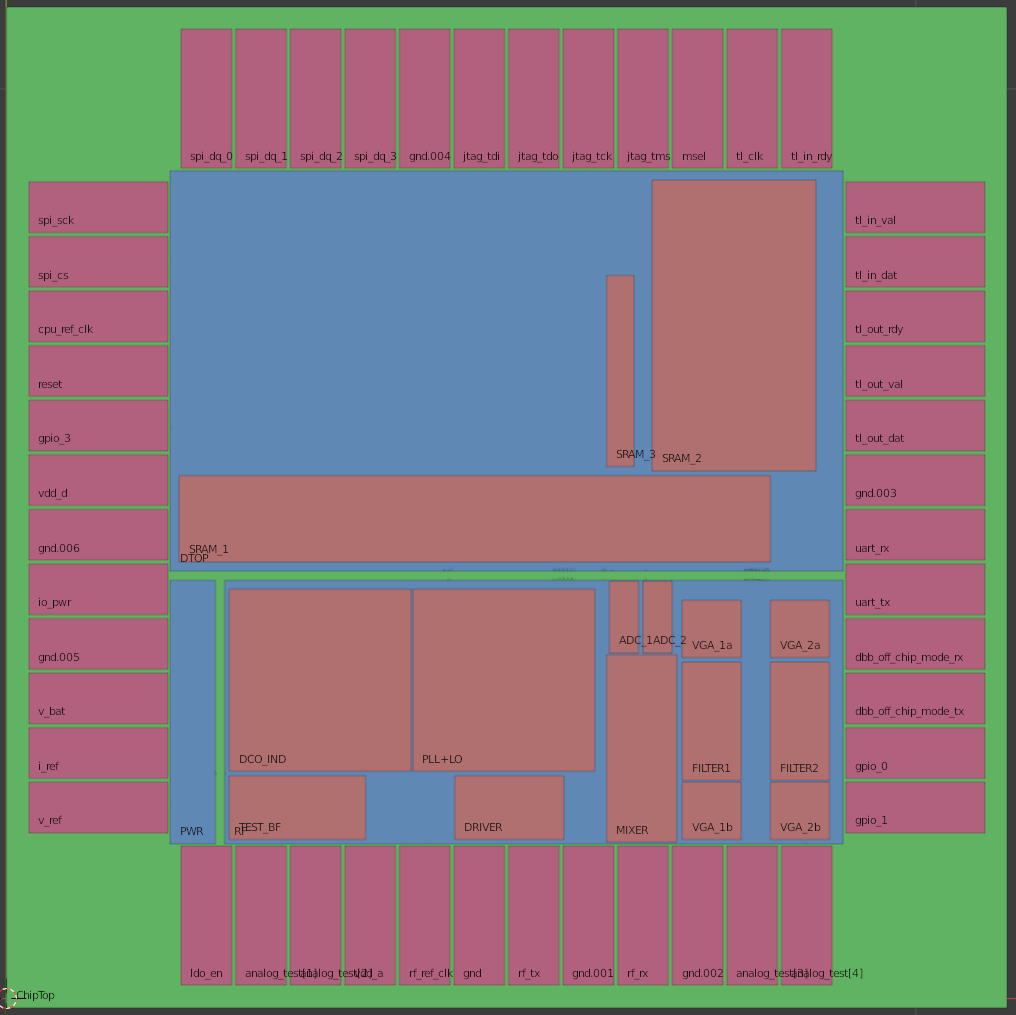 spi_dq_0 spi_dq_1 spi_dq_2 spi_dq_3 gnd.004 jtag_tdi jtag_tdo jtag_tck jtag_tms msel tl_clk tl_in_rdy
spi_sck tl_in_val
spi_cs tl_in_dat
cpu_ref_clk tl_out_rdy
reset tl_out_val
gpio_3 tl_out_dat
SRAM_3 SRAM_2
vdd_d gnd.003
gnd.006 uart_rx
SRAM_1
DTOP
io_pwr uart_tx
ADC_1 ADC_2 VGA_1a VGA_2a
gnd.005 dbb_off_chip_mode_rx
v_bat dbb_off_chip_mode_tx
DCO_IND PLL+LO
i_ref FILTER1 FILTER2 gpio_0
v_ref gpio_1
PWR RF TEST_BF DRIVER MIXER VGA_1b VGA_2b
ldo_en analog_test[1] analog_test[2] vdd_a rf_ref_clk gnd rf_tx gnd.001 rf_rx gnd.002 analog_test[3] analog_test[4]
ChipTop